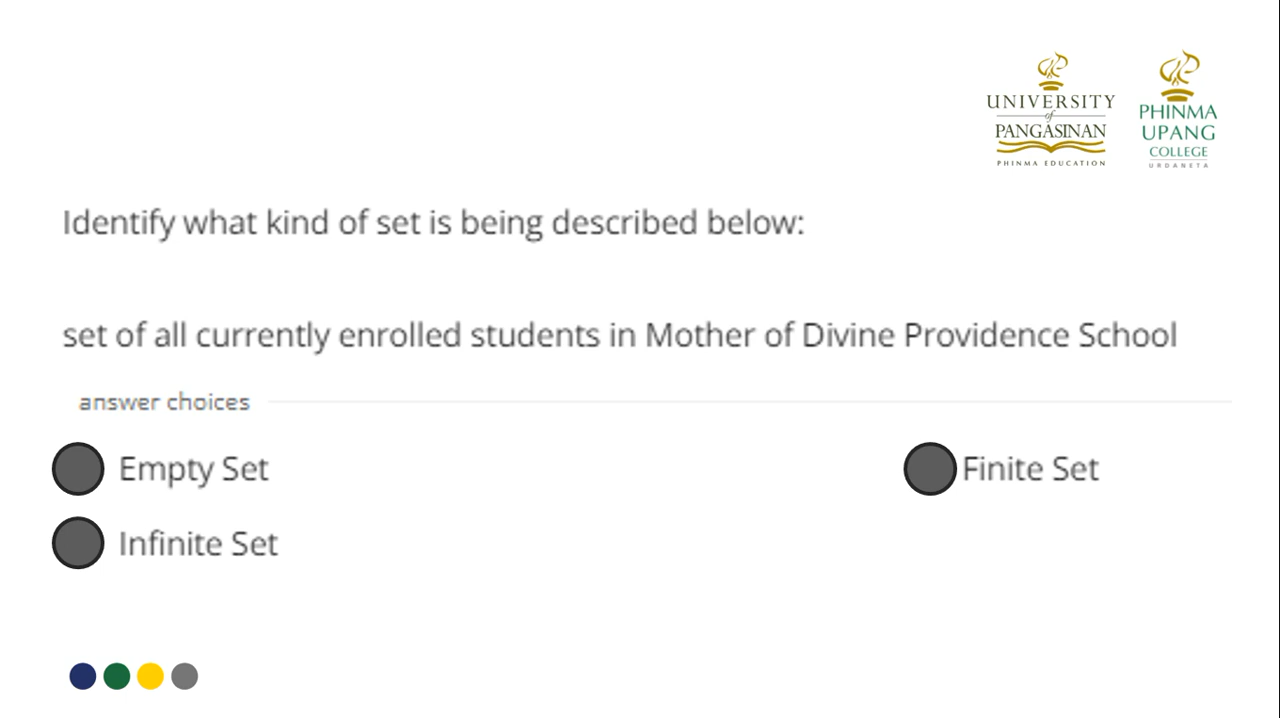 UNIVERSITY
of
PANGASINAN
PHINMA EDUCATION
PHINMA
UPANG
COLLEGE
URDANETA
Identify what kind of set is being described below:
set of all currently enrolled students in Mother of Divine Providence School
answer choices
Empty Set
Finite Set
Infinite Set